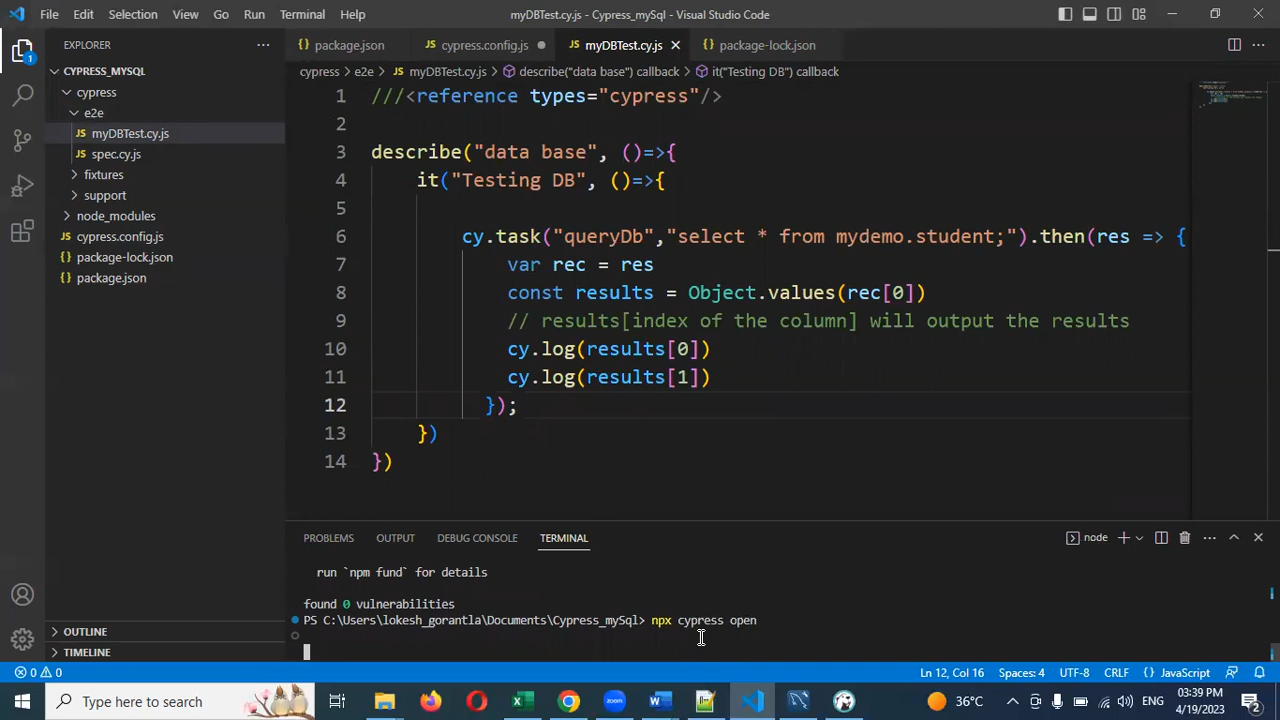 File Edit Selection View Go Run Terminal Help myDBTest.cy.js - Cypress_mySql - Visual Studio Code
EXPLORER
package.json cypress.config.js myDBTest.cy.js package-lock.json
cypress > e2e > myDBTest.cy.js > describe("data base") callback > it("Testing DB") callback
1
CYPRESS_MYSQL
cypress
e2e
myDBTest.cy.js
spec.cy.js
fixtures
support
node_modules
cypress.config.js
package-lock.json
package.json
OUTLINE
TIMELINE
1 ///<reference types="cypress"/>
2
3 describe("data base", ()=>{
4 it("Testing DB", ()=>{
5
6 cy.task("queryDb","select * from mydemo.student;").then(res => {
7 var rec = res
8 const results = Object.values(rec[0])
9 // results[index of the column] will output the results
10 cy.log(results[0])
11 cy.log(results[1])
12 });
13 })
14 })
PROBLEMS OUTPUT DEBUG CONSOLE TERMINAL node
run `npm fund` for details
found 0 vulnerabilities
PS C:\Users\lokesh_gorantla\Documents\Cypress_mySql> npx cypress open
0 0 Ln 12, Col 16 Spaces: 4 UTF-8 CRLF {} JavaScript
Type here to search zoom 36°C ENG 03:39 PM
4/19/2023 2